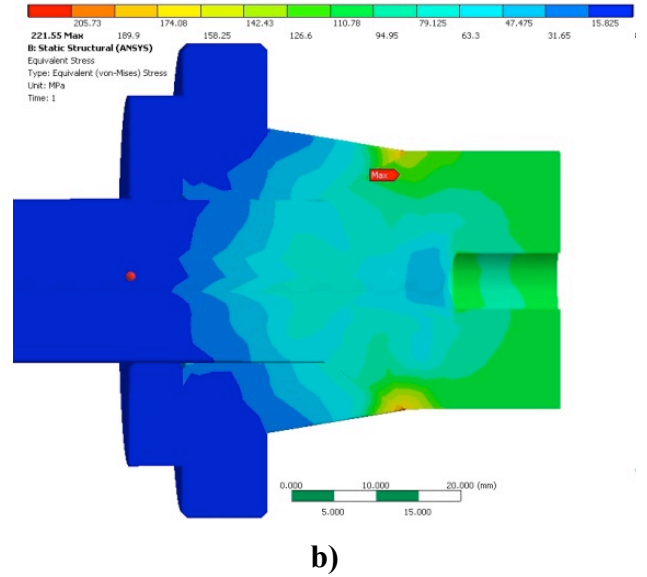 205.73 174.08 142.43 110.78 79.125 47.475 15.825
221.55 Max 189.9 158.25 126.6 94.95 63.3 31.65
B: Static Structural (ANSYS)
Equivalent Stress
Type: Equivalent (von-Mises) Stress
Unit: MPa
Time: 1
Max
0.000 10.000 20.000 (mm)
5.000 15.000
b)